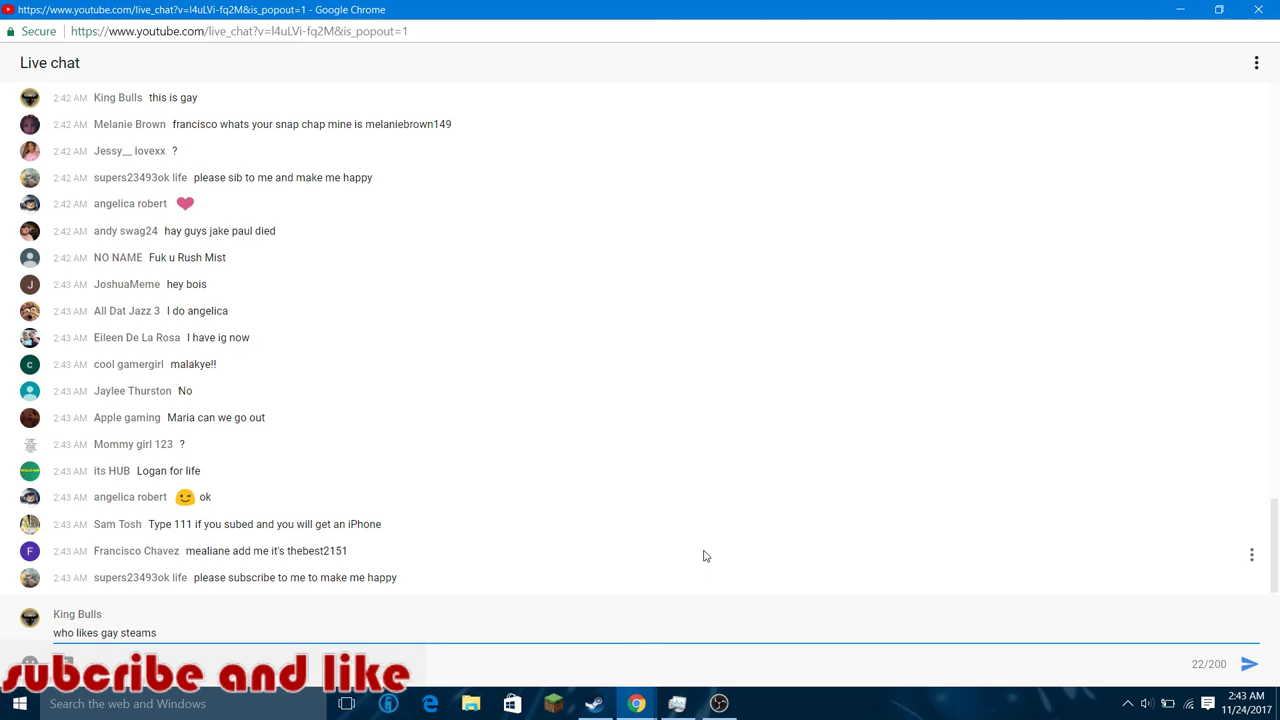 https://www.youtube.com/live_chat?v=l4uLVi-fq2M&is_popout=1 - Google Chrome
Secure https://www.youtube.com/live_chat?v=l4uLVi-fq2M&is_popout=1
Live chat
2:42 AM King Bulls this is gay
2:42 AM Melanie Brown francisco whats your snap chap mine is melaniebrown149
2:42 AM Jessy__ lovexx ?
2:42 AM supers23493ok life please sib to me and make me happy
2:42 AM angelica robert
2:42 AM andy swag24 hay guys jake paul died
2:42 AM NO NAME Fuk u Rush Mist
2:43 AM JoshuaMeme hey bois
2:43 AM All Dat Jazz 3 I do angelica
2:43 AM Eileen De La Rosa I have ig now
2:43 AM cool gamergirl malakye!!
2:43 AM Jaylee Thurston No
2:43 AM Apple gaming Maria can we go out
2:43 AM Mommy girl 123 ?
2:43 AM its HUB Logan for life
2:43 AM angelica robert ok
2:43 AM Sam Tosh Type 111 if you subed and you will get an iPhone
2:43 AM Francisco Chavez mealiane add me it's thebest2151
2:43 AM supers23493ok life please subscribe to me to make me happy
King Bulls
who likes gay steams
22/200
subcribe and like
Search the web and Windows
2:43 AM
11/24/2017